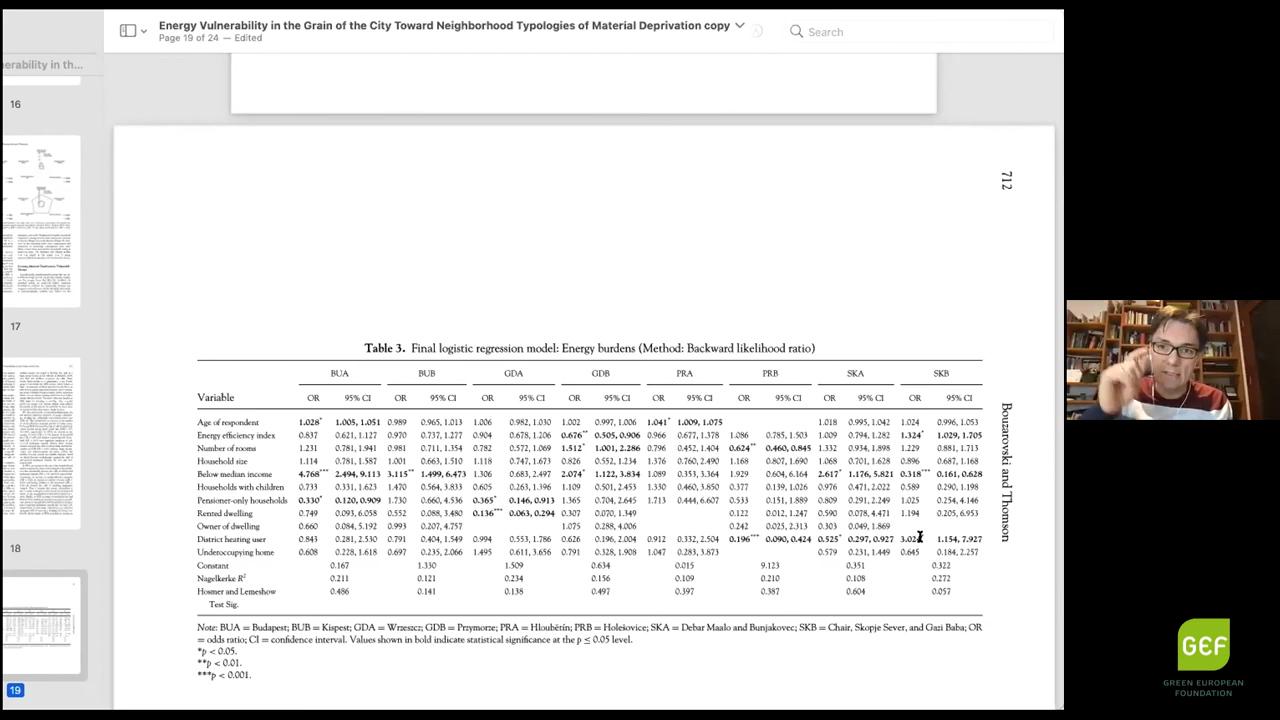 Energy Vulnerability in the Grain of the City Toward Neighborhood Typologies of Material Deprivation copy
Page 19 of 24 — Edited
Search
nerability in th...
16
17
18
19
712
Bouzarovski and Thomson
Table 3. Final logistic regression model: Energy burdens (Method: Backward likelihood ratio)
BUA BUB GDA GDB PRA PRB SKA SKB
Variable OR 95% CI OR 95% CI OR 95% CI OR 95% CI OR 95% CI OR 95% CI OR 95% CI OR 95% CI
Age of respondent 1.028* 1.005, 1.051 0.989 0.965, 1.013 1.005 0.982, 1.030 1.002 0.997, 1.006 1.041* 1.009, 1.075 1.018 0.995, 1.042 1.024 0.996, 1.053
Energy efficiency index 0.837 0.621, 1.127 0.970 0.737, 1.277 0.904 0.678, 1.206 0.676** 0.505, 0.906 0.966 0.677, 1.378 1.086 0.785, 1.503 1.009 0.794, 1.282 1.324* 1.029, 1.705
Number of rooms 1.231 0.781, 1.941 0.981 0.711, 1.354 0.782 0.572, 1.069 1.512* 1.001, 2.286 0.796 0.452, 1.404 0.624** 0.460, 0.845 1.332 0.934, 1.898 1.229 0.881, 1.713
Household size 1.114 0.781, 1.587 1.001 0.663, 1.510 1.118 0.747, 1.673 0.826 0.552, 1.234 1.376 0.760, 2.490 1.168 0.807, 1.691 1.068 0.701, 1.628 0.896 0.687, 1.168
Below median income 4.768*** 2.494, 9.113 3.115** 1.499, 6.473 1.306 0.683, 2.497 2.074* 1.122, 3.834 1.089 0.351, 3.374 1.929 0.604, 6.164 2.617* 1.176, 5.821 0.318*** 0.161, 0.628
Households with children 0.733 0.331, 1.623 1.470 0.564, 3.830 0.605 0.263, 1.396 1.109 0.501, 2.453 1.330 0.460, 3.850 0.377 0.139, 1.026 0.976 0.471, 2.022 0.589 0.290, 1.198
Pensioner-only households 0.330* 0.120, 0.909 1.730 0.663, 4.536 0.365* 0.146, 0.913 1.365 0.704, 2.645 1.713 0.444, 6.607 0.533 0.151, 1.889 0.809 0.291, 2.249 1.025 0.254, 4.146
Rented dwelling 0.749 0.093, 6.058 0.552 0.088, 3.480 0.136*** 0.063, 0.294 0.307 0.070, 1.349 0.122 0.012, 1.247 0.590 0.078, 4.471 1.194 0.205, 6.953
Owner of dwelling 0.660 0.084, 5.192 0.993 0.207, 4.757 1.075 0.288, 4.006 0.242 0.025, 2.313 0.303 0.049, 1.869
District heating user 0.843 0.281, 2.530 0.791 0.404, 1.549 0.994 0.553, 1.786 0.626 0.196, 2.004 0.912 0.332, 2.504 0.196*** 0.090, 0.424 0.525* 0.297, 0.927 1.154, 7.927
Underoccupying home 0.608 0.228, 1.618 0.697 0.235, 2.066 1.495 0.611, 3.656 0.791 0.328, 1.908 1.047 0.283, 3.873 0.579 0.231, 1.449 0.645 0.184, 2.257
Constant 0.167 1.330 1.509 0.634 0.015 9.123 0.351 0.322
Nagelkerke R² 0.211 0.121 0.234 0.156 0.109 0.210 0.108 0.272
Hosmer and Lemeshow 0.486 0.141 0.138 0.497 0.397 0.387 0.604 0.057
Test Sig.
Note: BUA = Budapest; BUB = Kispest; GDA = Wrzeszcz; GDB = Przymorze; PRA = Hloubětín; PRB = Holešovice; SKA = Debar Maalo and Bunjakovec; SKB = Chair, Skopje Sever, and Gazi Baba; OR
= odds ratio; CI = confidence interval. Values shown in bold indicate statistical significance at the p ≤ 0.05 level.
*p < 0.05.
**p < 0.01.
***p < 0.001.
GEF
GREEN EUROPEAN
FOUNDATION